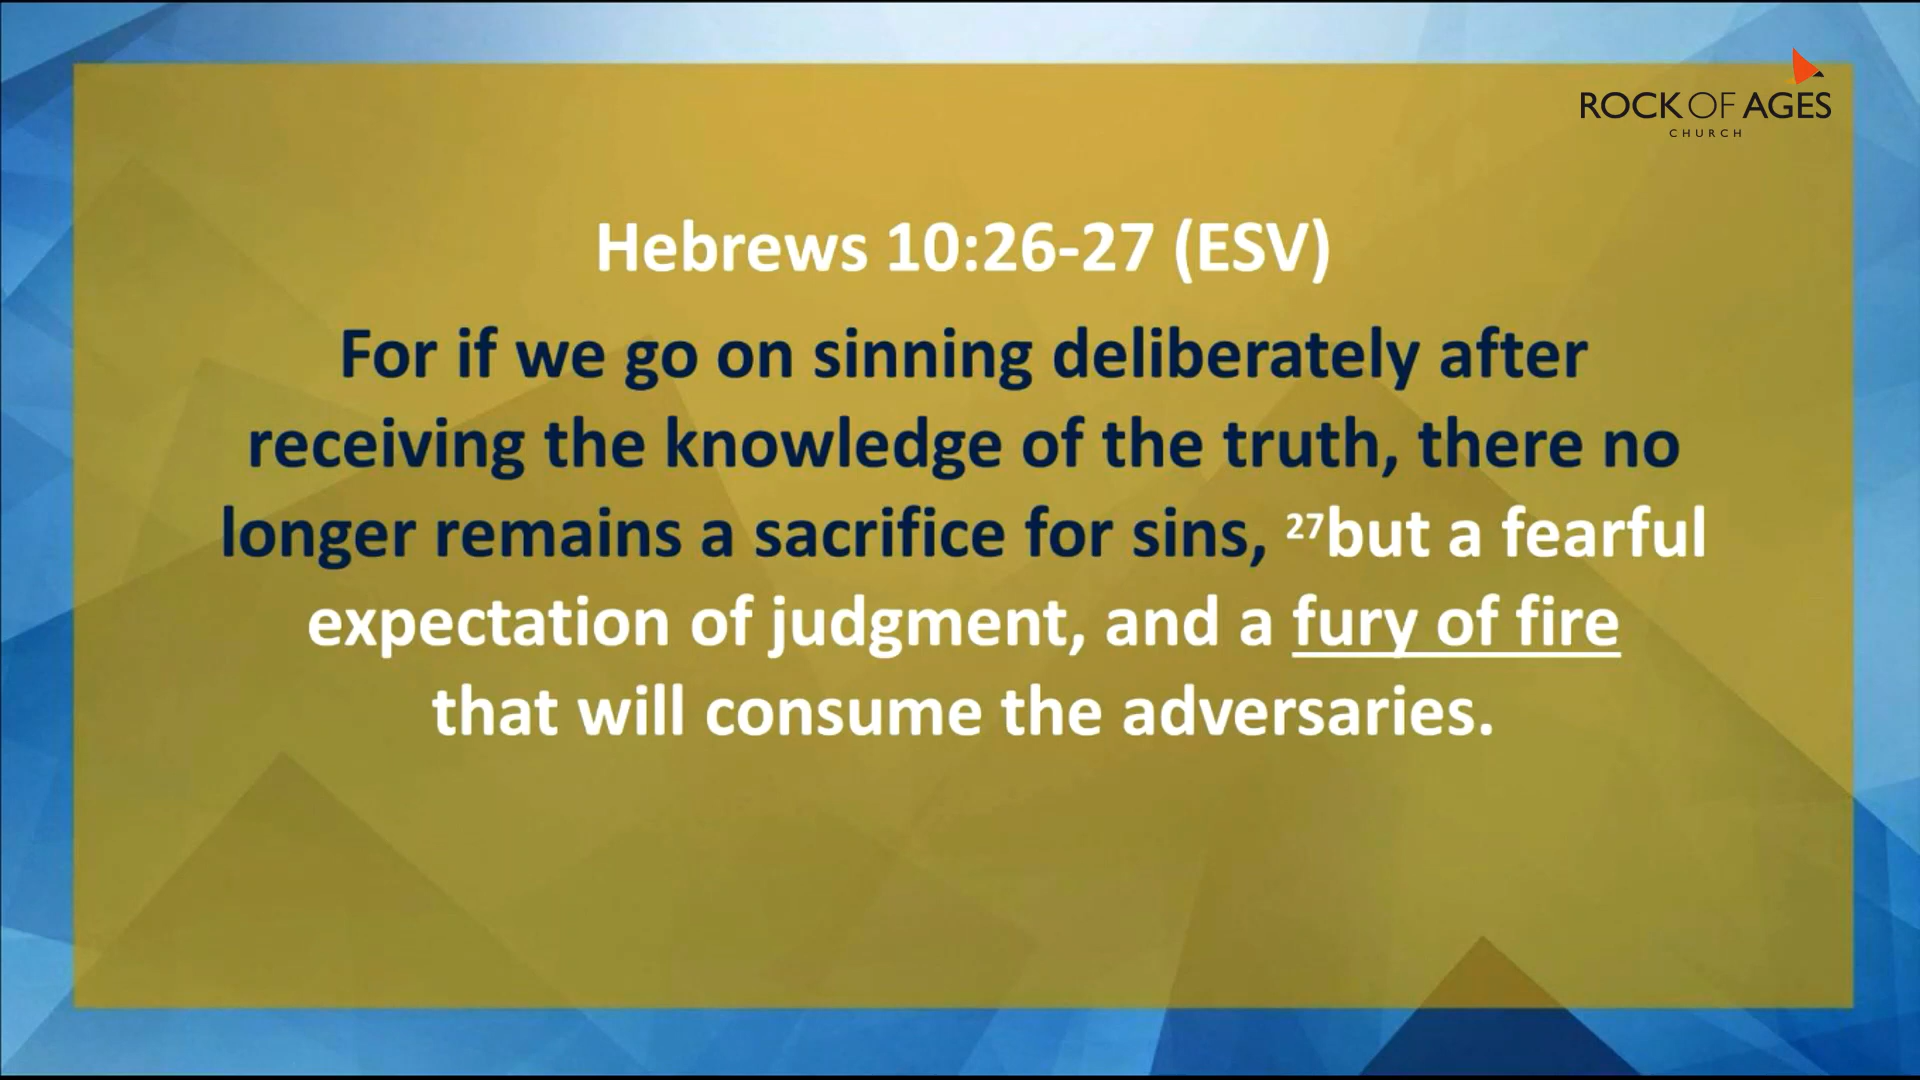 ROCK OF AGES
CHURCH
Hebrews 10:26-27 (ESV)
For if we go on sinning deliberately after
receiving the knowledge of the truth, there no
longer remains a sacrifice for sins, 27but a fearful
expectation of judgment, and a fury of fire
that will consume the adversaries.